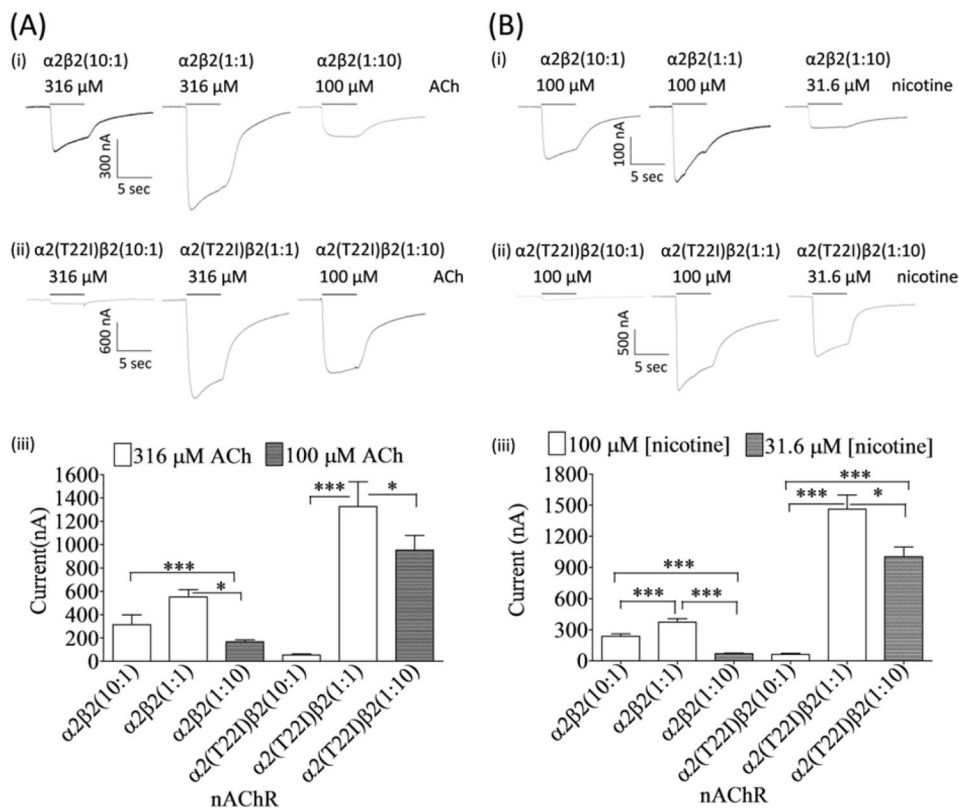 (A)
(i) α2β2(10:1) α2β2(1:1) α2β2(1:10)
316 μM 316 μM 100 μM ACh
300 nA
5 sec
(ii) α2(T22I)β2(10:1) α2(T22I)β2(1:1) α2(T22I)β2(1:10)
316 μM 316 μM 100 μM ACh
600 nA
5 sec
(iii)
316 μM ACh 100 μM ACh
Current(nA)
1600
1400
1200
1000
800
600
400
200
0
*** *
*** *
α2β2(10:1)
α2β2(1:1)
α2β2(1:10)
α2(T22I)β2(10:1)
α2(T22I)β2(1:1)
α2(T22I)β2(1:10)
nAChR
(B)
(i) α2β2(10:1) α2β2(1:1) α2β2(1:10)
100 μM 100 μM 31.6 μM nicotine
100 nA
5 sec
(ii) α2(T22I)β2(10:1) α2(T22I)β2(1:1) α2(T22I)β2(1:10)
100 μM 100 μM 31.6 μM nicotine
500 nA
5 sec
(iii)
100 μM [nicotine] 31.6 μM [nicotine]
Current (nA)
1800
1500
1200
900
600
300
0
***
*** *
***
*** ***
α2β2(10:1)
α2β2(1:1)
α2β2(1:10)
α2(T22I)β2(10:1)
α2(T22I)β2(1:1)
α2(T22I)β2(1:10)
nAChR